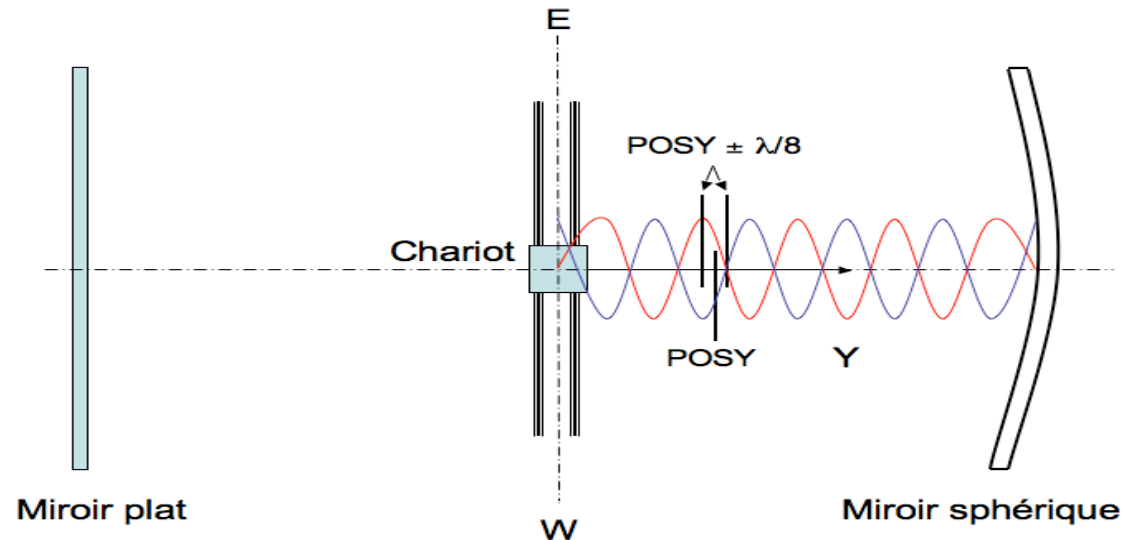 E
POSY ± λ/8
Chariot
POSY
Y
Miroir plat
Miroir sphérique
W